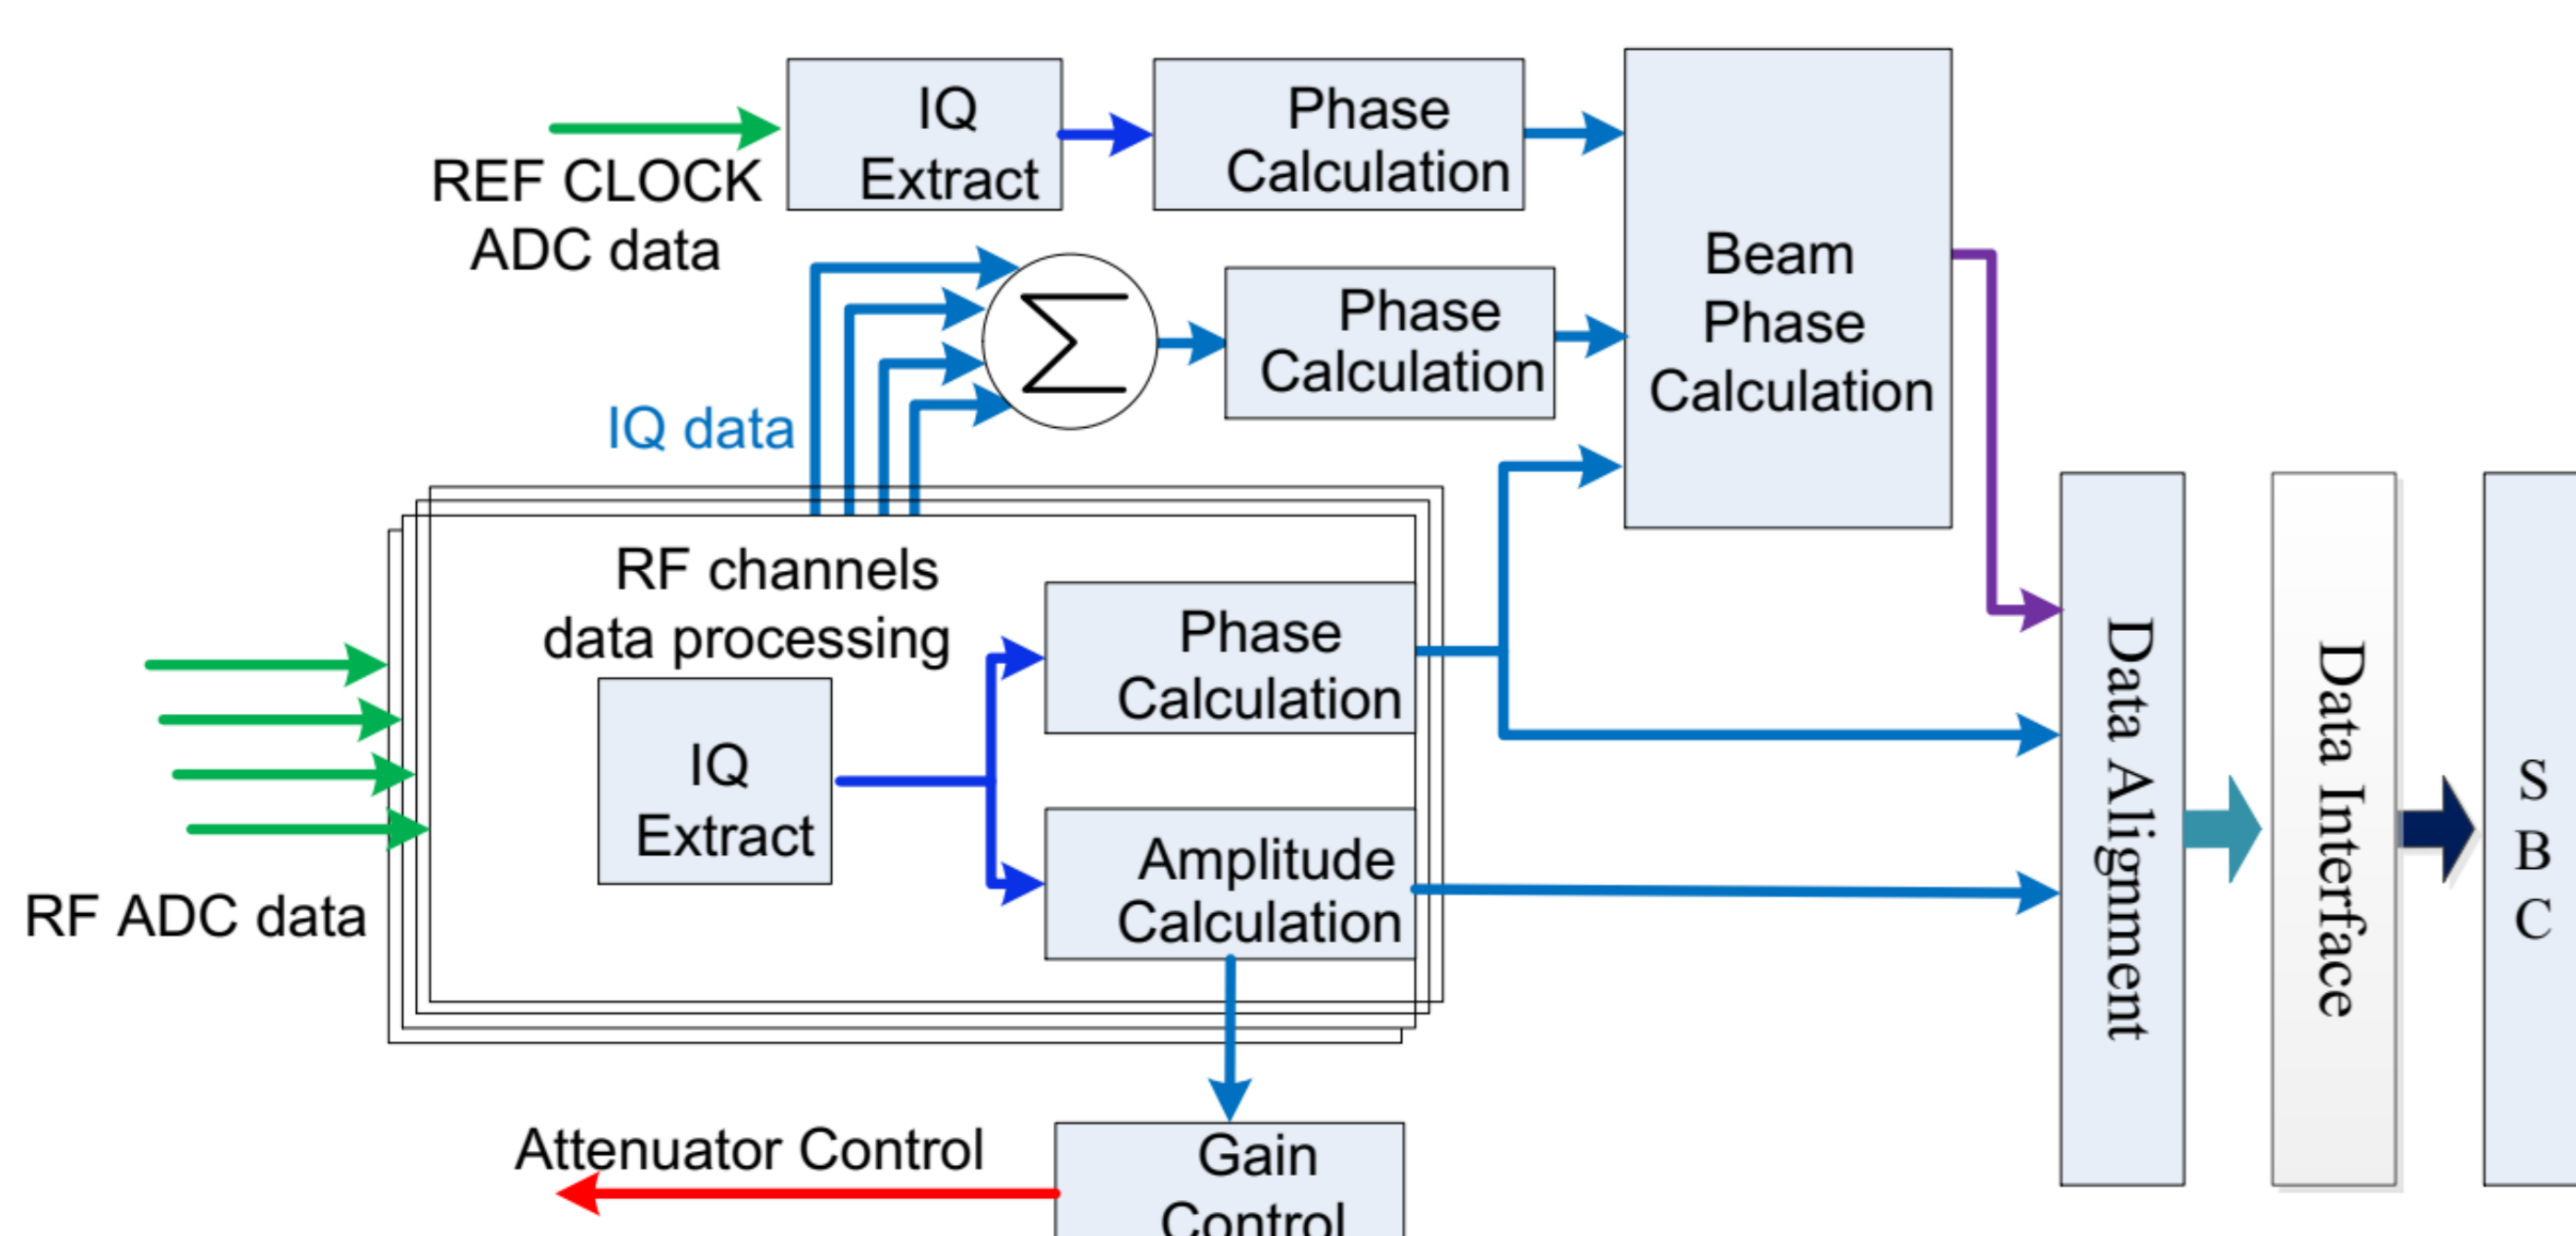 IQ
Extract
Phase
Calculation
REF CLOCK
ADC data
Σ
Phase
Calculation
Beam
Phase
Calculation
IQ data
RF channels
data processing
IQ
Extract
Phase
Calculation
Amplitude
Calculation
RF ADC data
Data Alignment
Data Interface
S
B
C
Attenuator Control
Gain
Control